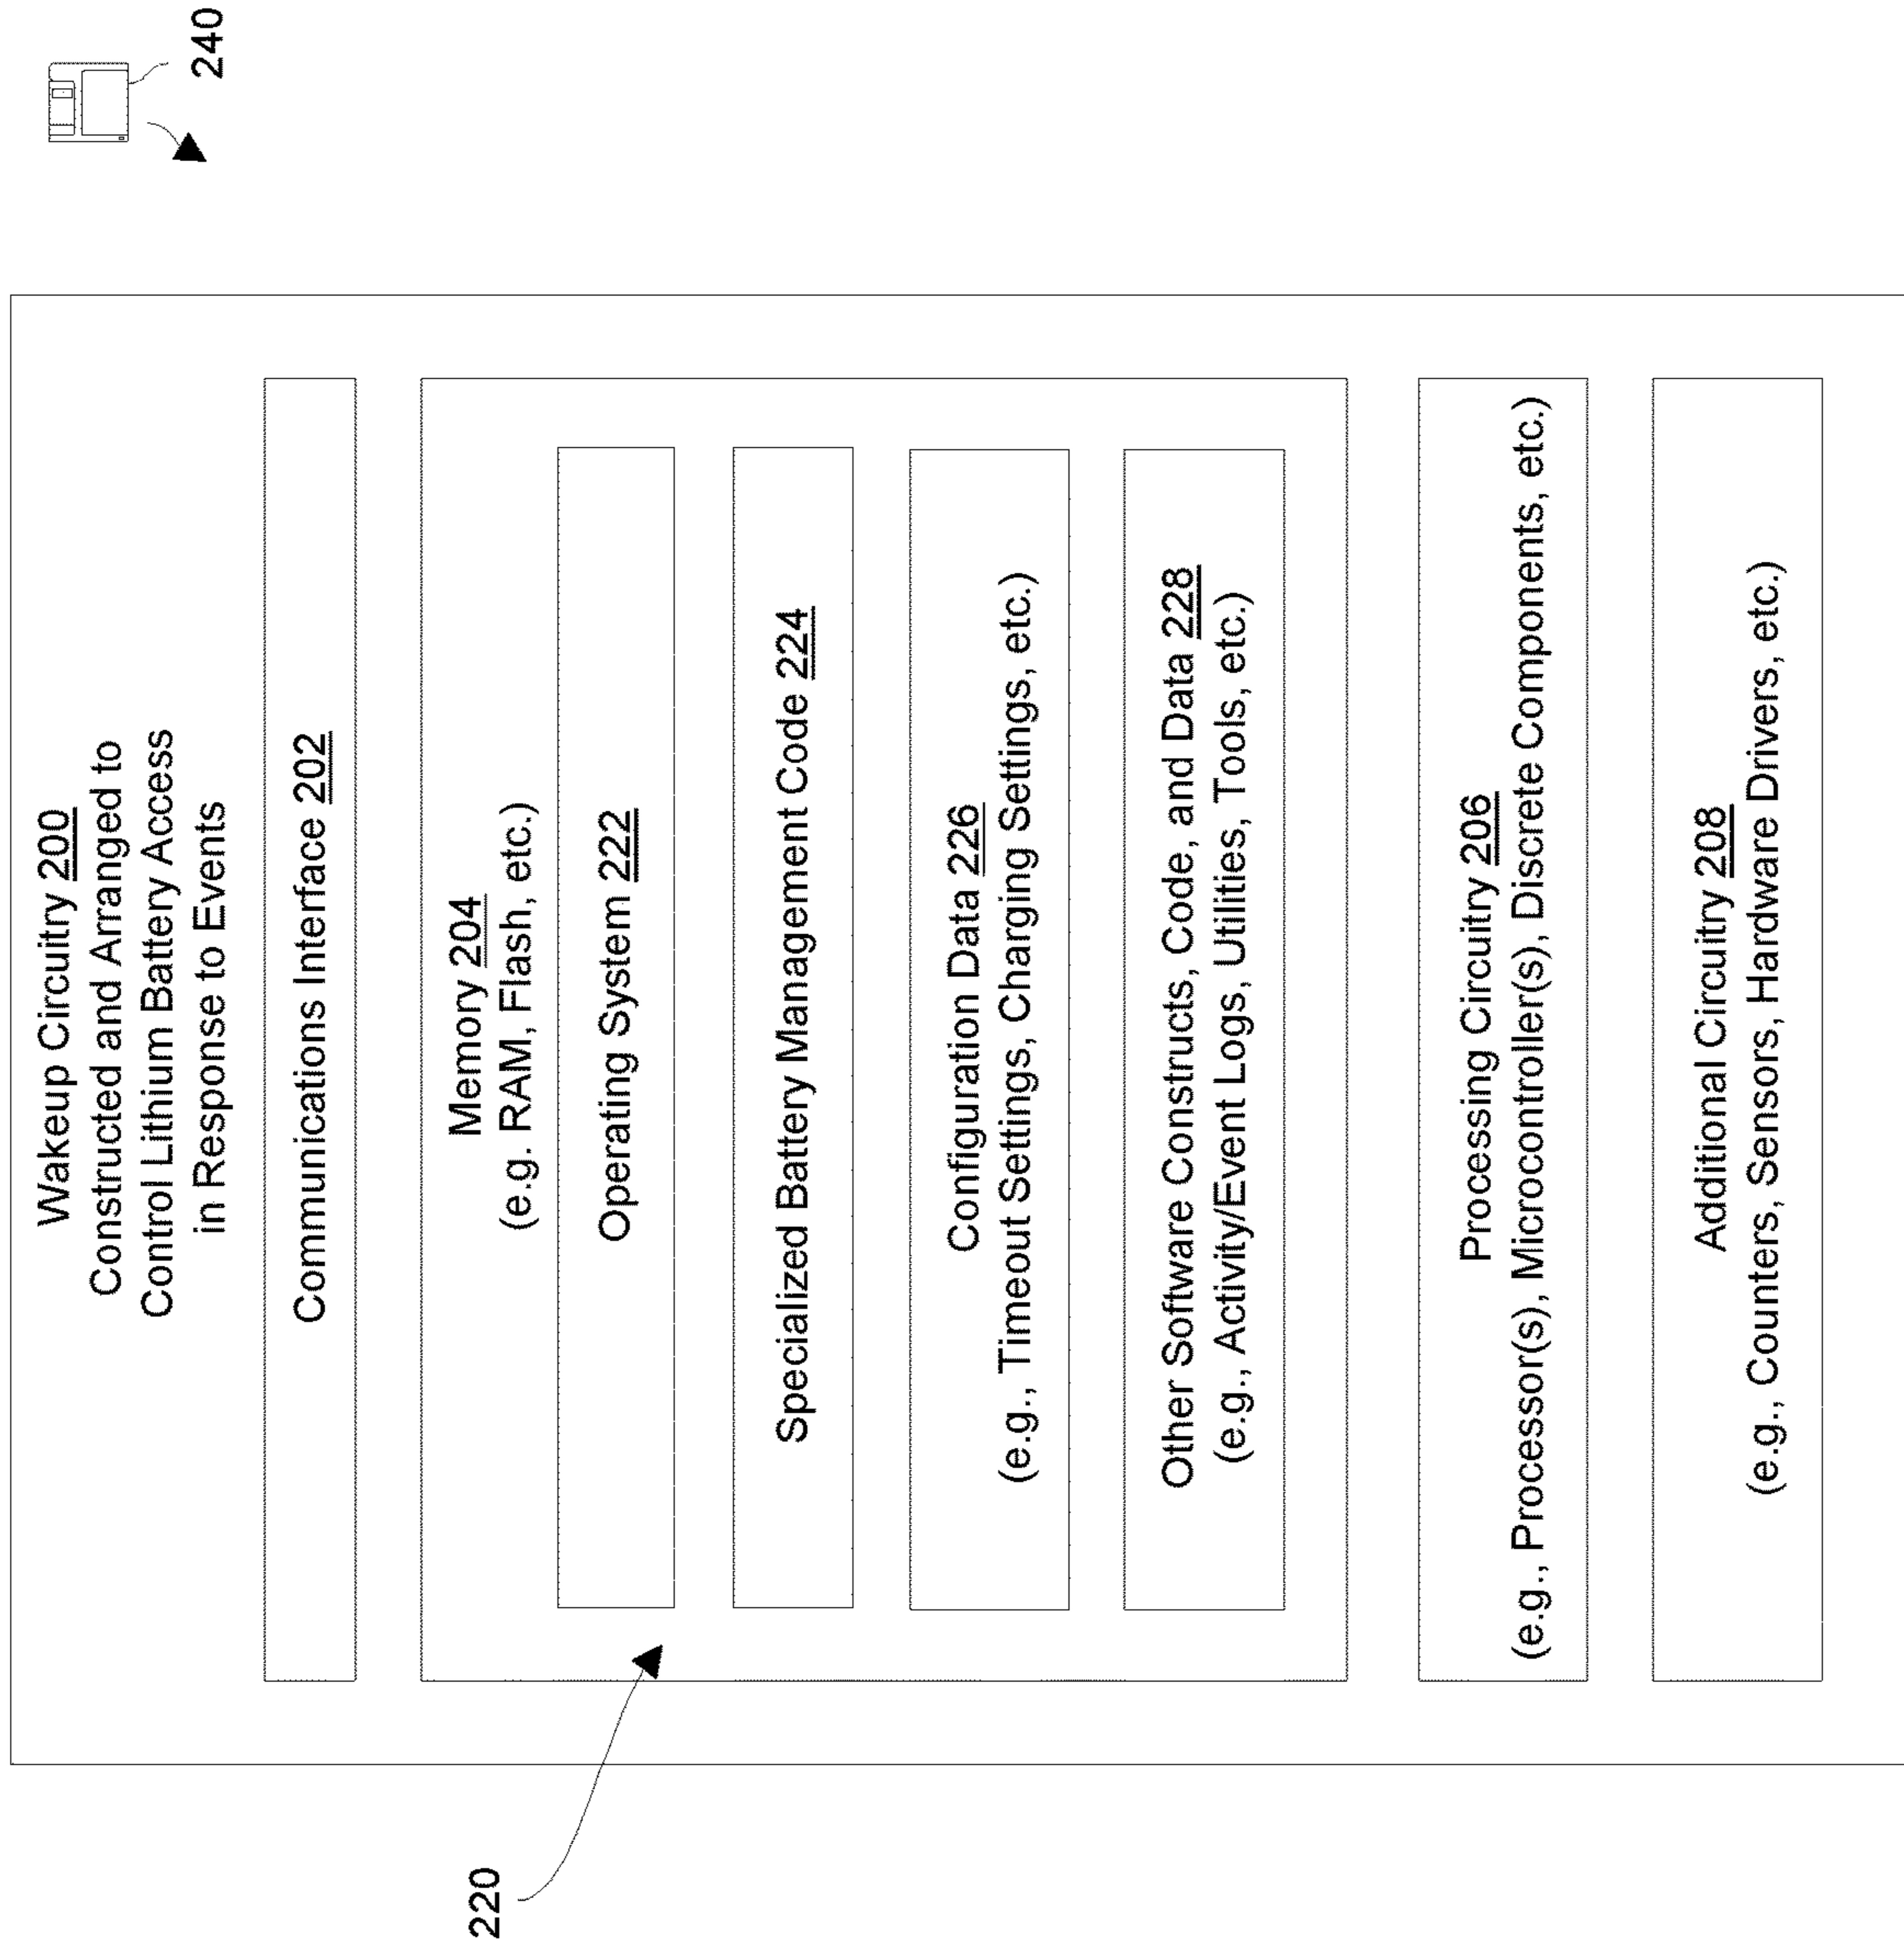 Wakeup Circuitry 200
Constructed and Arranged to
Control Lithium Battery Access
in Response to Events
Communications Interface 202
Memory 204
(e.g. RAM, Flash, etc.)
Operating System 222
Specialized Battery Management Code 224
Configuration Data 226
(e.g., Timeout Settings, Charging Settings, etc.)
Other Software Constructs, Code, and Data 228
(e.g., Activity/Event Logs, Utilities, Tools, etc.)
Processing Circuitry 206
(e.g., Processor(s), Microcontroller(s), Discrete Components, etc.)
Additional Circuitry 208
(e.g., Counters, Sensors, Hardware Drivers, etc.)
220
240